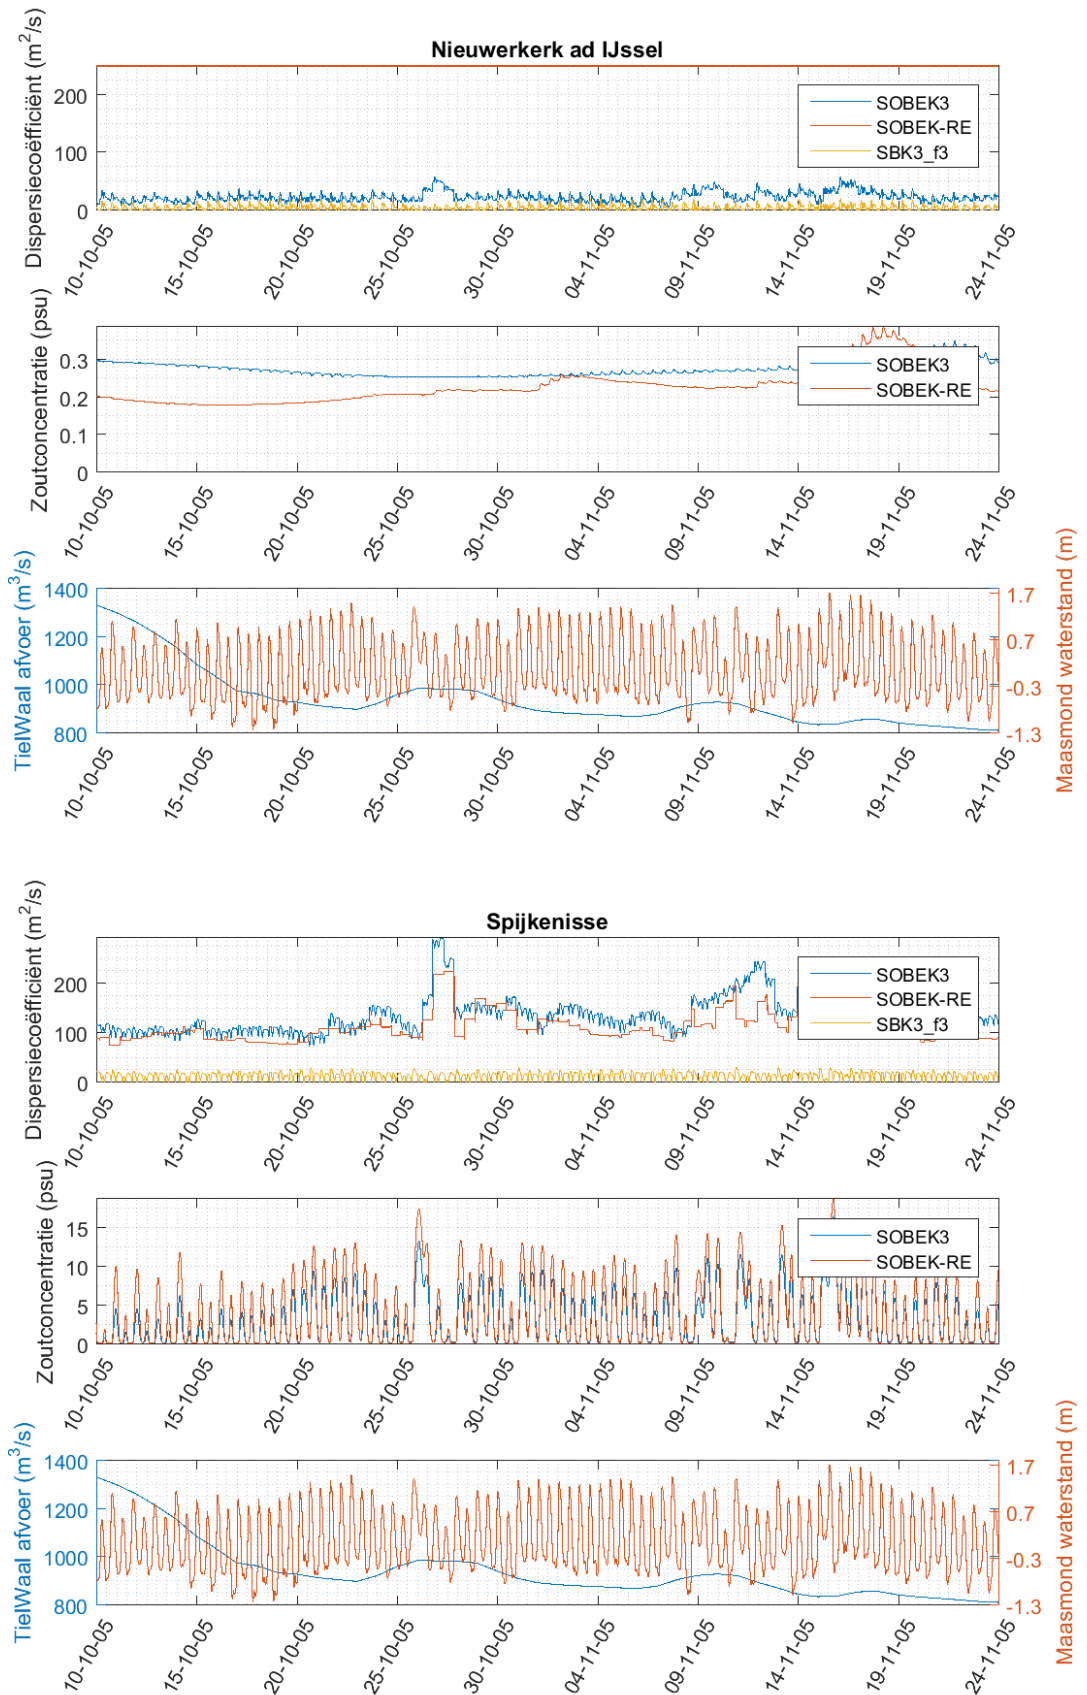 Nieuwerkerk ad IJssel
Dispersiecoëfficiënt (m²/s)
200
100
0
SOBEK3
SOBEK-RE
SBK3_f3
10-10-05 15-10-05 20-10-05 25-10-05 30-10-05 04-11-05 09-11-05 14-11-05 19-11-05 24-11-05
Zoutconcentratie (psu)
0.3
0.2
0.1
0
SOBEK3
SOBEK-RE
10-10-05 15-10-05 20-10-05 25-10-05 30-10-05 04-11-05 09-11-05 14-11-05 19-11-05 24-11-05
TielWaal afvoer (m³/s)
1400
1200
1000
800
Maasmond waterstand (m)
1.7
0.7
-0.3
-1.3
10-10-05 15-10-05 20-10-05 25-10-05 30-10-05 04-11-05 09-11-05 14-11-05 19-11-05 24-11-05
Spijkenisse
Dispersiecoëfficiënt (m²/s)
200
100
0
SOBEK3
SOBEK-RE
SBK3_f3
10-10-05 15-10-05 20-10-05 25-10-05 30-10-05 04-11-05 09-11-05 14-11-05 19-11-05 24-11-05
Zoutconcentratie (psu)
15
10
5
0
SOBEK3
SOBEK-RE
10-10-05 15-10-05 20-10-05 25-10-05 30-10-05 04-11-05 09-11-05 14-11-05 19-11-05 24-11-05
TielWaal afvoer (m³/s)
1400
1200
1000
800
Maasmond waterstand (m)
1.7
0.7
-0.3
-1.3
10-10-05 15-10-05 20-10-05 25-10-05 30-10-05 04-11-05 09-11-05 14-11-05 19-11-05 24-11-05